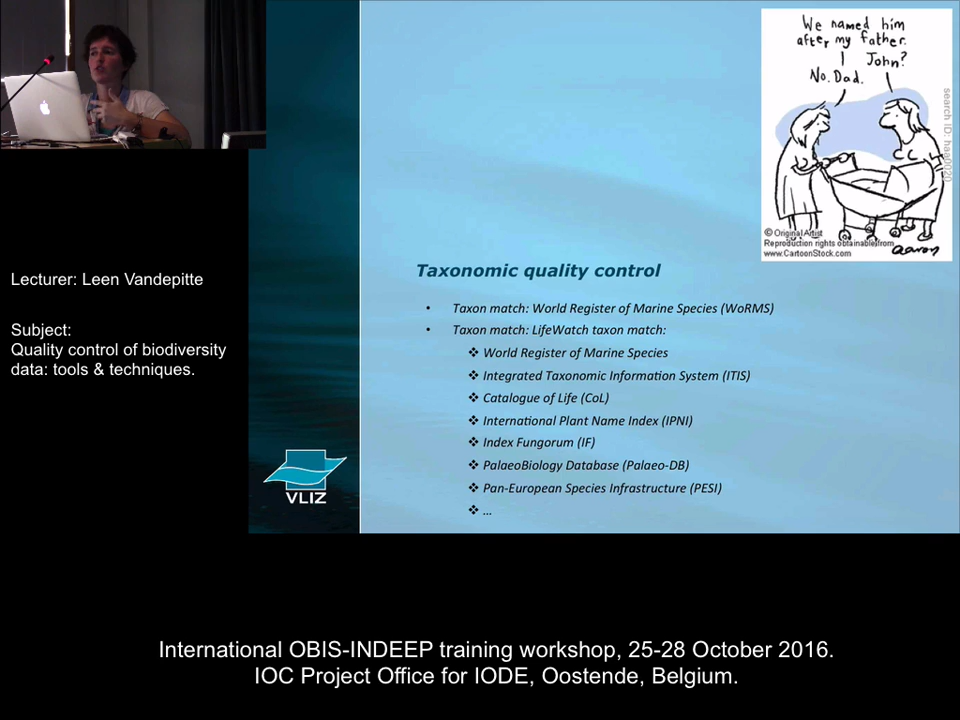 We named him
after my father.
John?
No. Dad.
search ID: haa0020
© Original Artist
Reproduction rights obtainable from
www.CartoonStock.com
aaron
Lecturer: Leen Vandepitte
Subject:
Quality control of biodiversity
data: tools & techniques.
Taxonomic quality control
• Taxon match: World Register of Marine Species (WoRMS)
• Taxon match: LifeWatch taxon match:
❖ World Register of Marine Species
❖ Integrated Taxonomic Information System (ITIS)
❖ Catalogue of Life (CoL)
❖ International Plant Name Index (IPNI)
❖ Index Fungorum (IF)
❖ PalaeoBiology Database (Palaeo-DB)
❖ Pan-European Species Infrastructure (PESI)
❖ ...
VLIZ
International OBIS-INDEEP training workshop, 25-28 October 2016.
IOC Project Office for IODE, Oostende, Belgium.